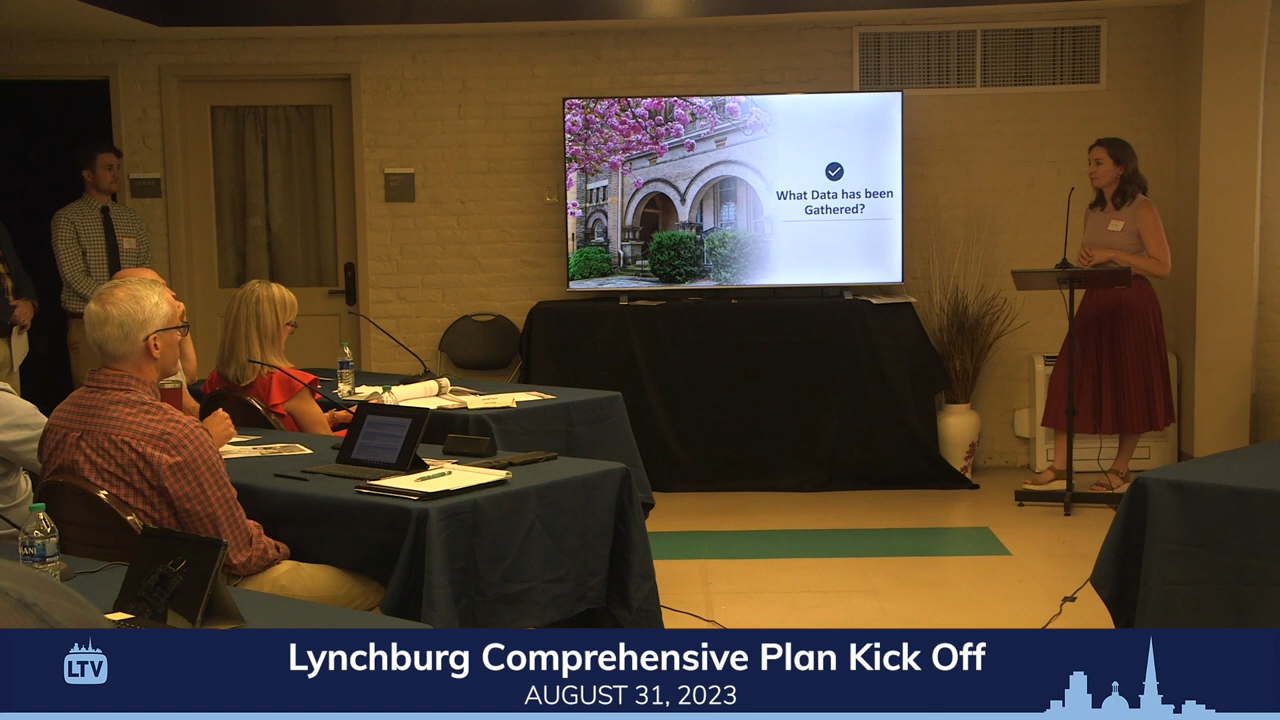 What Data has been
Gathered?
LTV
Lynchburg Comprehensive Plan Kick Off
AUGUST 31, 2023